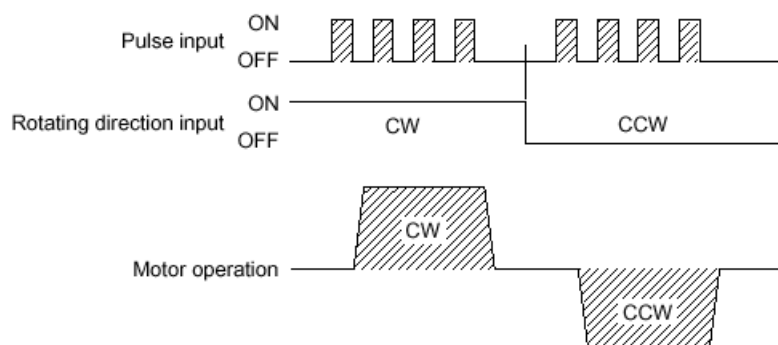 Pulse input
ON
OFF
Rotating direction input
ON
OFF
CW
CCW
Motor operation
CW
CCW